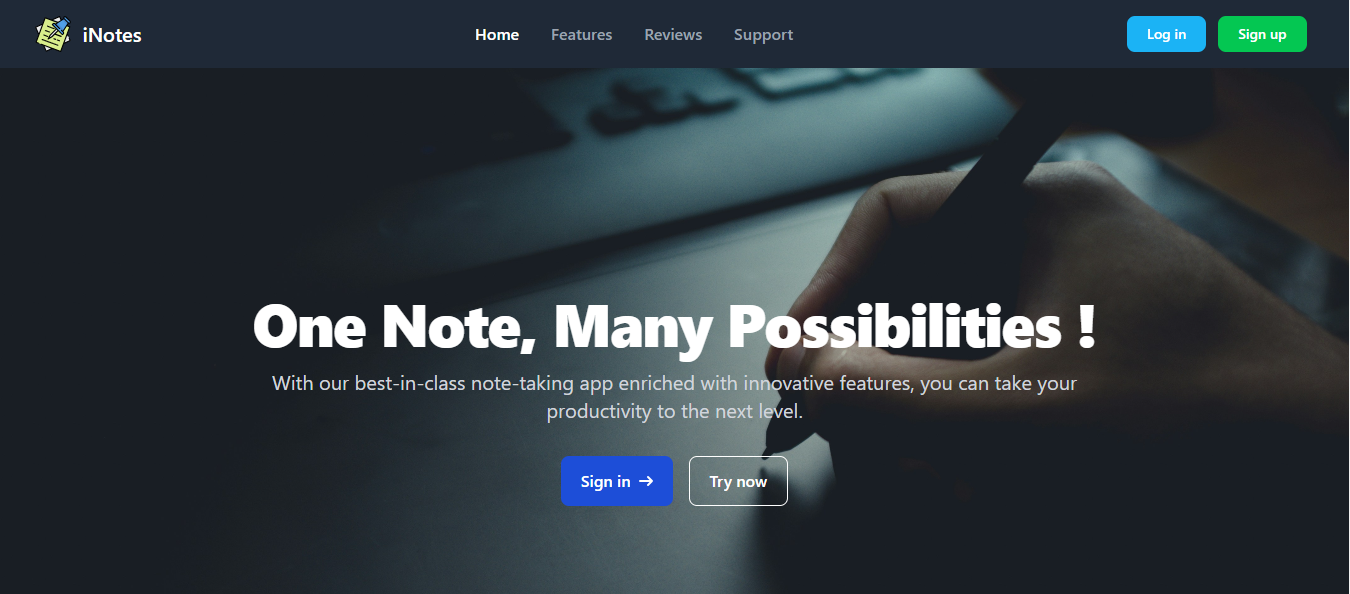 iNotes
Home
Features
Reviews
Support
Log in
Sign up
One Note, Many Possibilities !
With our best-in-class note-taking app enriched with innovative features, you can take your
productivity to the next level.
Sign in →
Try now